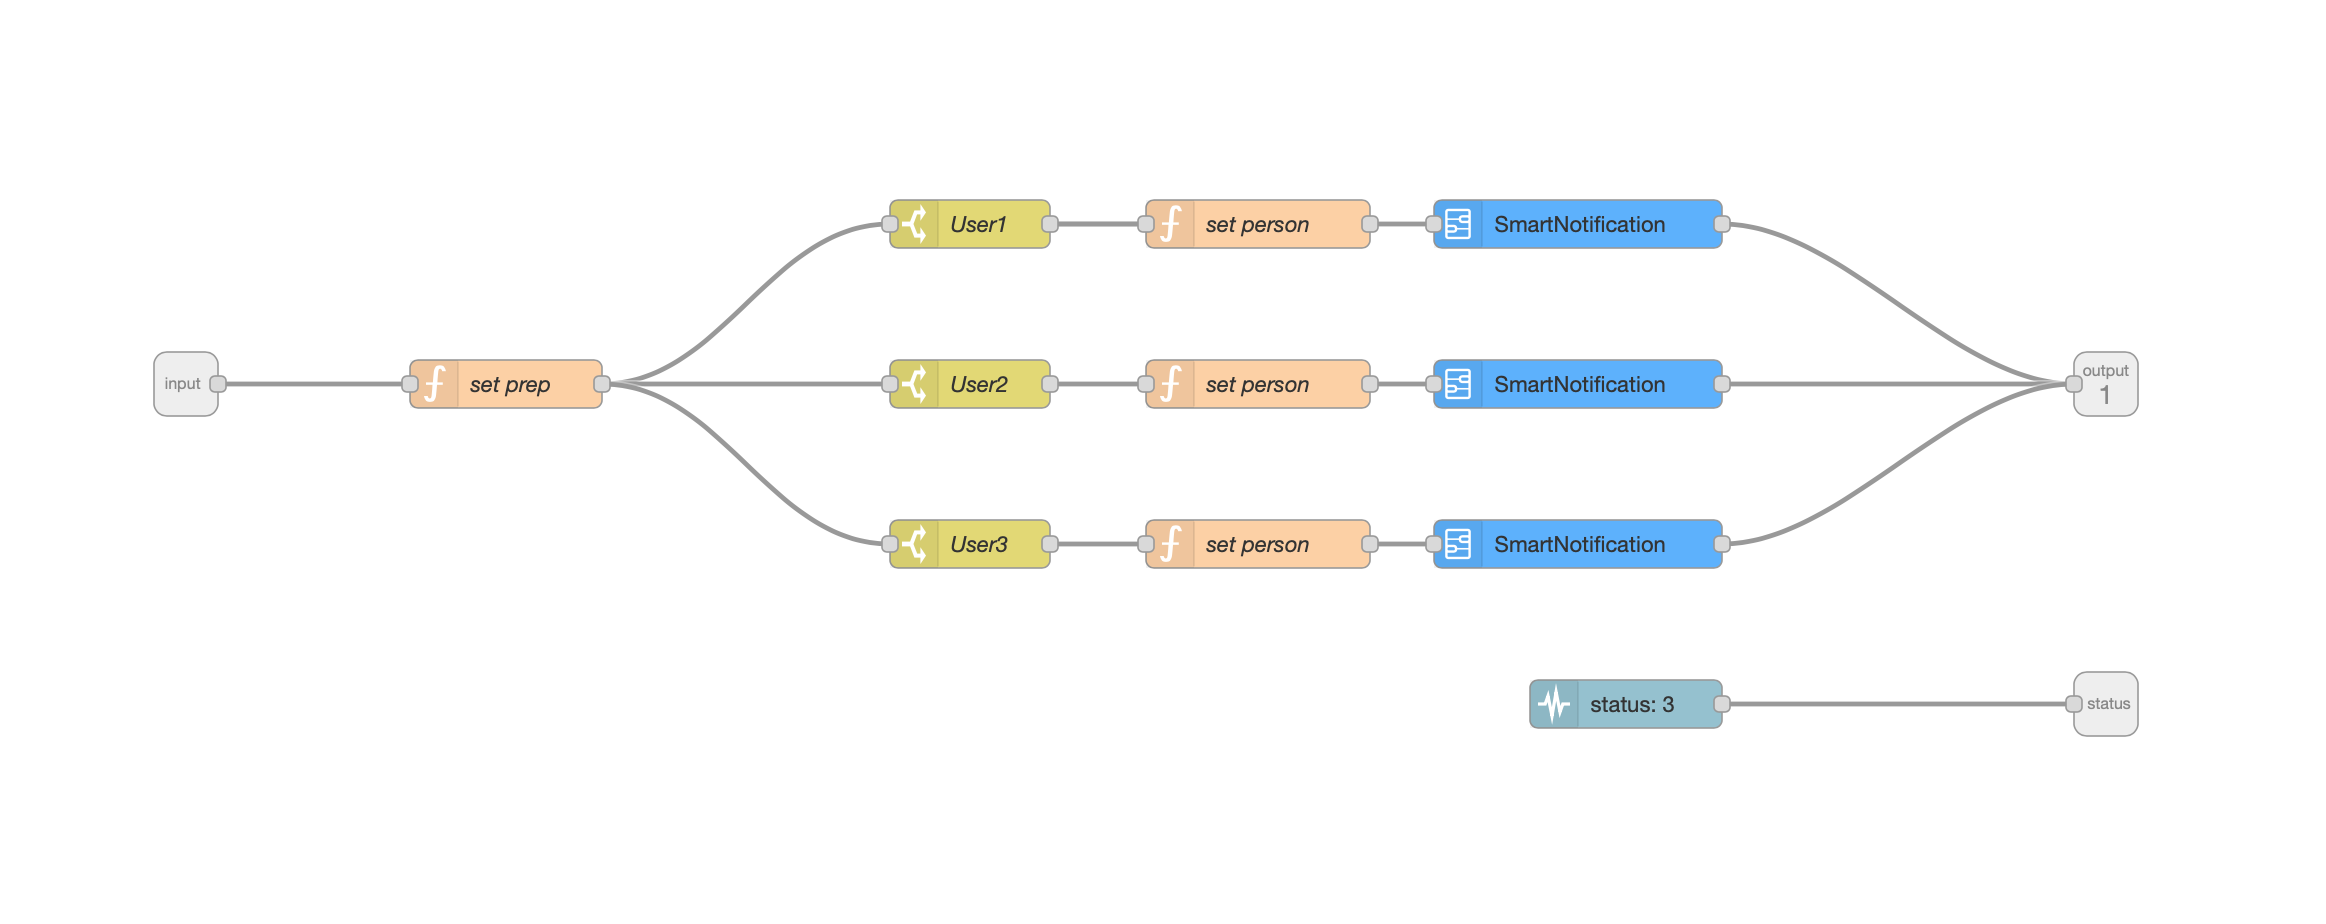 User1
set person
SmartNotification
input
set prep
User2
set person
SmartNotification
output
1
User3
set person
SmartNotification
status: 3
status